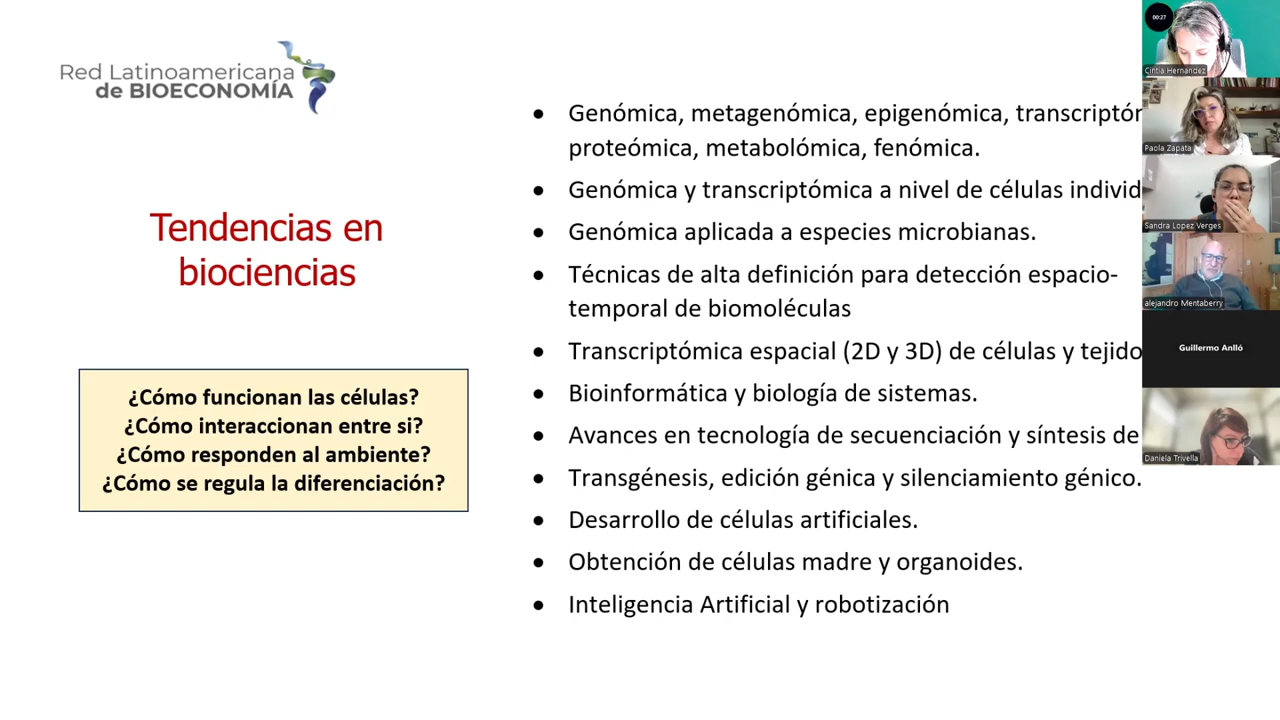 Red Latinoamericana
de BIOECONOMÍA
Tendencias en
biociencias
¿Cómo funcionan las células?
¿Cómo interaccionan entre si?
¿Cómo responden al ambiente?
¿Cómo se regula la diferenciación?
• Genómica, metagenómica, epigenómica,
proteómica, metabolómica, fenómica.
• Genómica y transcriptómica a nivel de células
• Genómica aplicada a especies microbianas.
• Técnicas de alta definición para detección espacio-
temporal de biomoléculas
• Transcriptómica espacial (2D y 3D) de células y
• Bioinformática y biología de sistemas.
• Avances en tecnología de secuenciación y síntesis de
• Transgénesis, edición génica y silenciamiento génico.
• Desarrollo de células artificiales.
• Obtención de células madre y organoides.
• Inteligencia Artificial y robotización
00:27
Cintia Hernandez
Paola Zapata
Sandra Lopez Verges
alejandro Mentaberry
Guillermo Anlló
Daniela Trivella